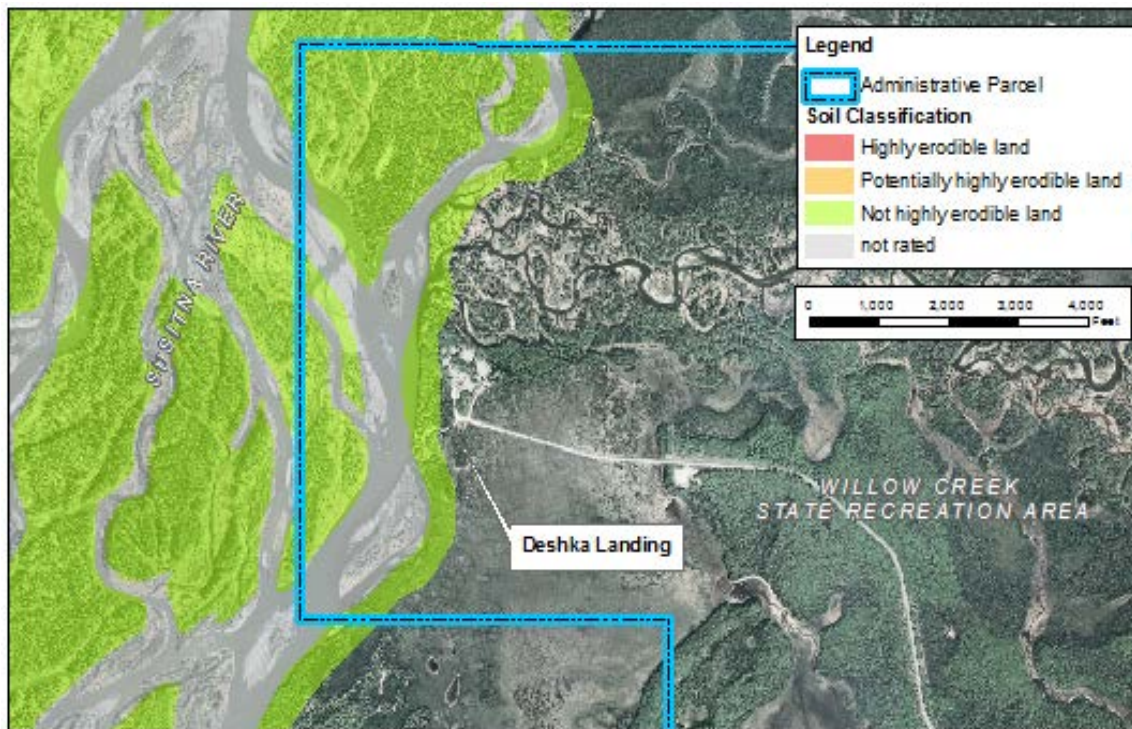 Legend
Administrative Parcel
Soil Classification
Highly erodible land
Potentially highly erodible land
Not highly erodible land
not rated
0 1,000 2,000 3,000 4,000
Feet
SUSITNA RIVER
WILLOW CREEK
STATE RECREATION AREA
Deshka Landing